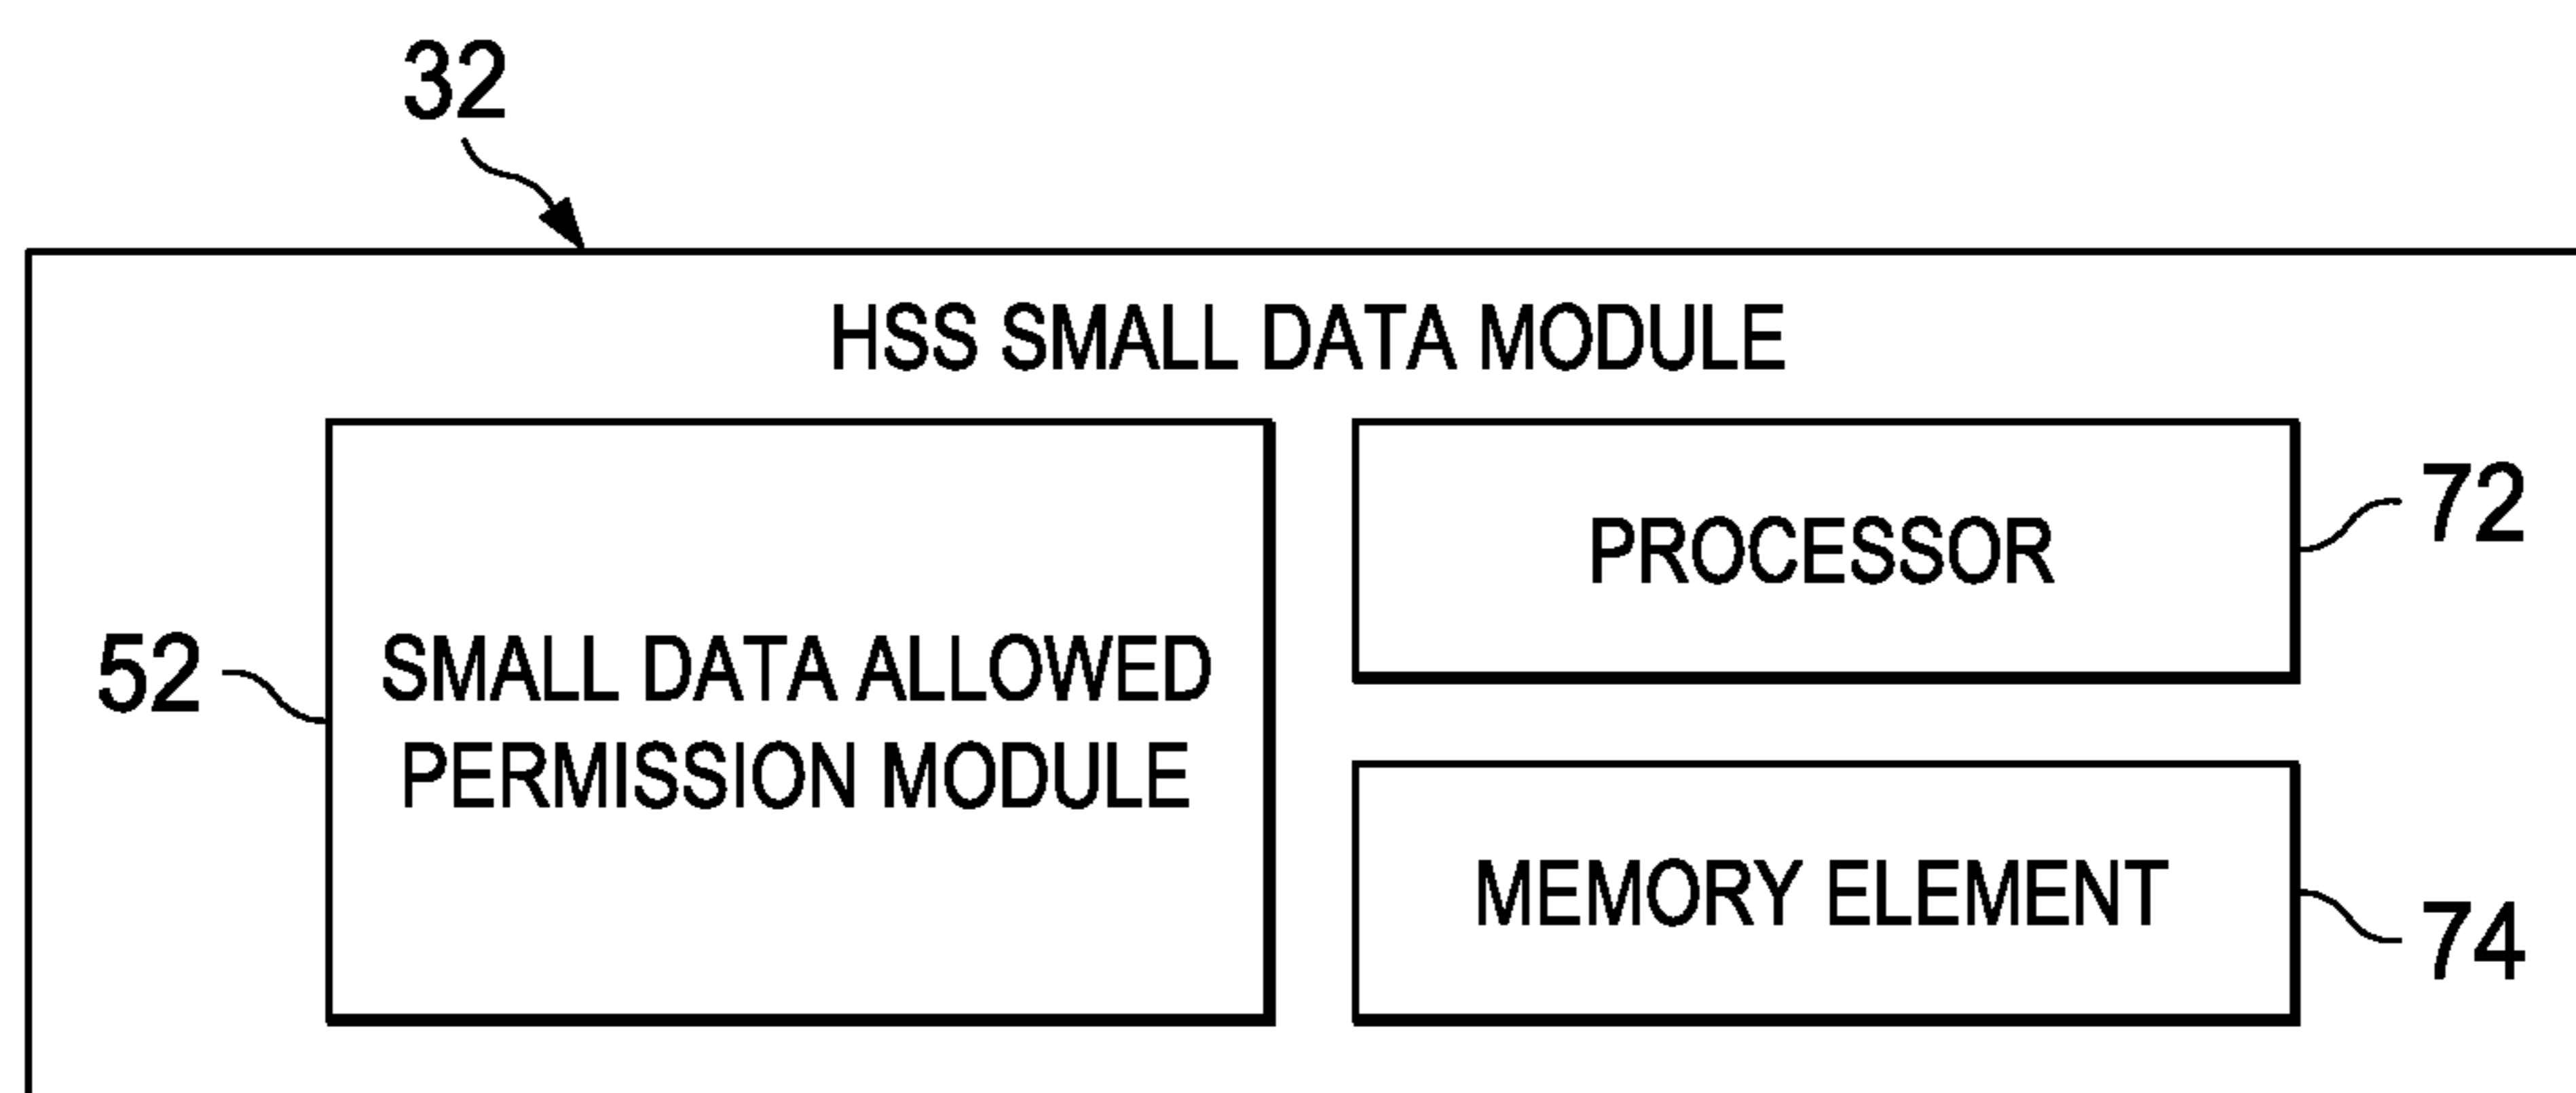 32
HSS SMALL DATA MODULE
52
SMALL DATA ALLOWED
PERMISSION MODULE
PROCESSOR
72
MEMORY ELEMENT
74